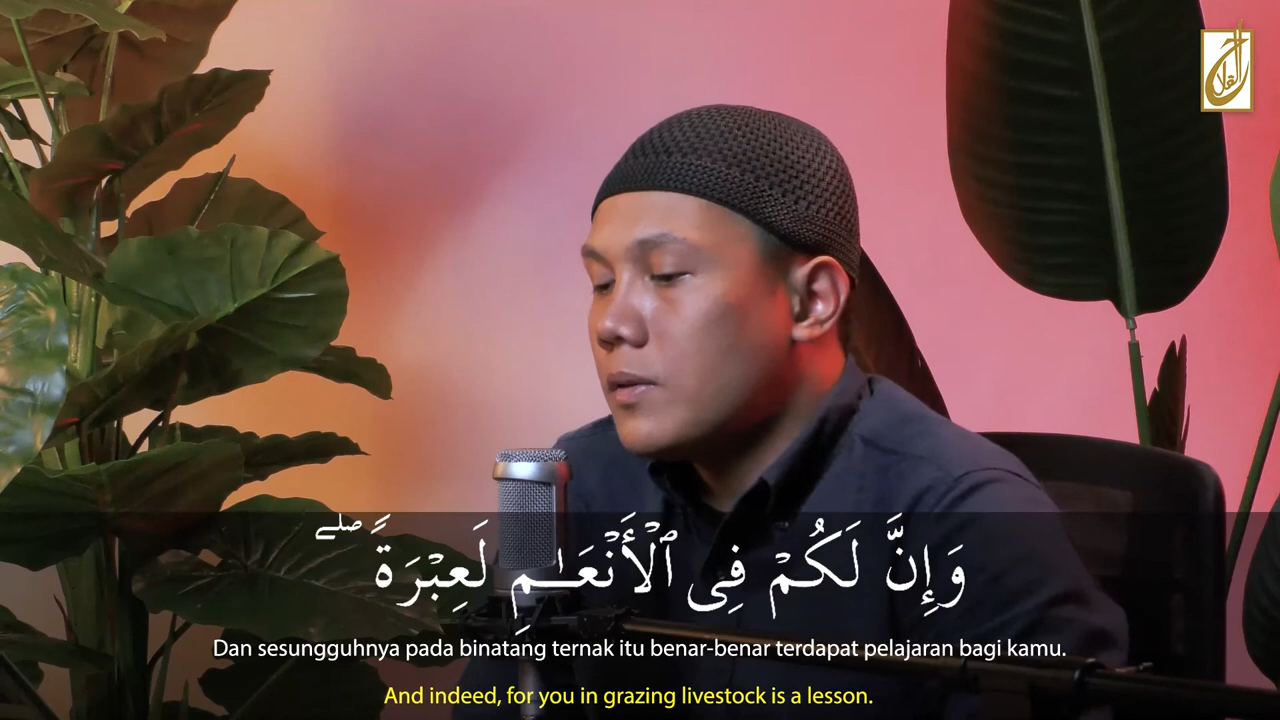 وَإِنَّ لَكُمْ فِى ٱلْأَنْعَـٰمِ لَعِبْرَةًۖ
Dan sesungguhnya pada binatang ternak itu benar-benar terdapat pelajaran bagi kamu.
And indeed, for you in grazing livestock is a lesson.